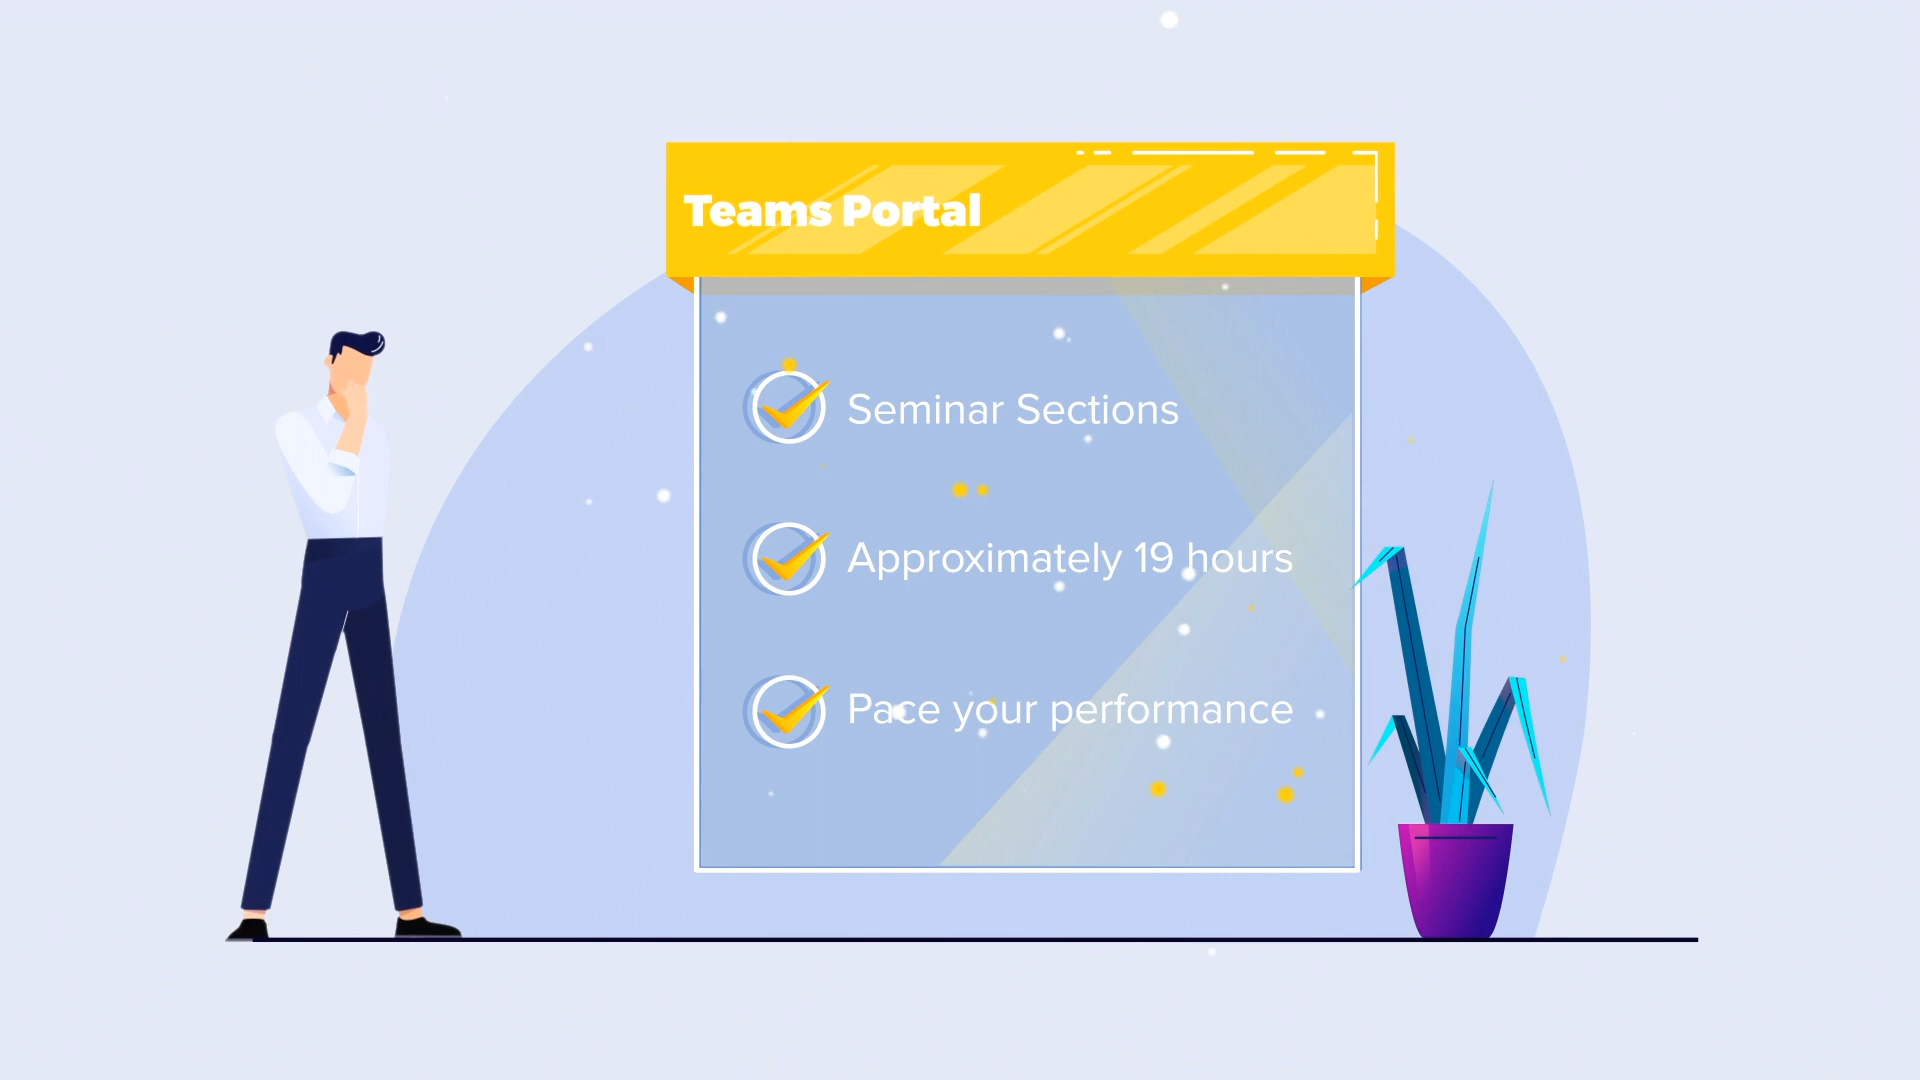 Teams Portal
Seminar Sections
Approximately 19 hours
Pace your performance